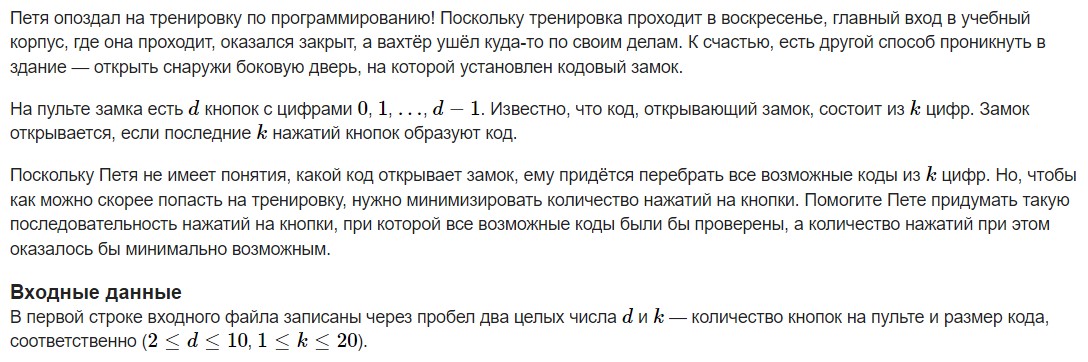 Петя опоздал на тренировку по программированию! Поскольку тренировка проходит в воскресенье, главный вход в учебный
корпус, где она проходит, оказался закрыт, а вахтёр ушёл куда-то по своим делам. К счастью, есть другой способ проникнуть в
здание — открыть снаружи боковую дверь, на которой установлен кодовый замок.
На пульте замка есть d кнопок с цифрами 0, 1, …, d − 1. Известно, что код, открывающий замок, состоит из k цифр. Замок
открывается, если последние k нажатий кнопок образуют код.
Поскольку Петя не имеет понятия, какой код открывает замок, ему придётся перебрать все возможные коды из k цифр. Но, чтобы
как можно скорее попасть на тренировку, нужно минимизировать количество нажатий на кнопки. Помогите Пете придумать такую
последовательность нажатий на кнопки, при которой все возможные коды были бы проверены, а количество нажатий при этом
оказалось бы минимально возможным.
Входные данные
В первой строке входного файла записаны через пробел два целых числа d и k — количество кнопок на пульте и размер кода,
соответственно (2 ≤ d ≤ 10, 1 ≤ k ≤ 20).